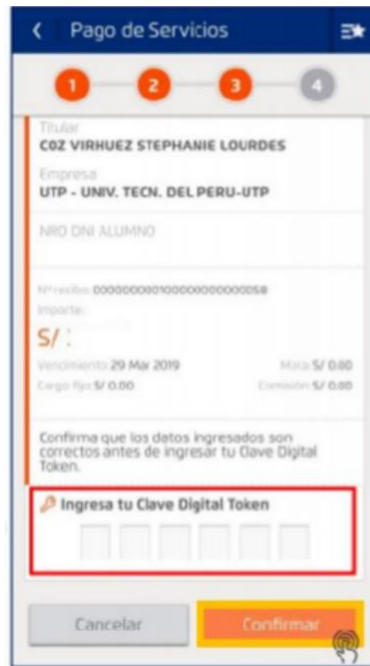 Pago de Servicios
1 2 3 4
Titular
COZ VIRHUEZ STEPHANIE LOURDES
Empresa
UTP - UNIV. TECN. DEL PERU-UTP
NRO DNI ALUMNO
Nº recibo:
Importe:
S/ :
Vencimiento: 29 Mar 2019 Mora: S/ 0.00
Cargo fijo: S/ 0.00 Comisión: S/ 0.00
Confirma que los datos ingresados son
correctos antes de ingresar tu Clave Digital
Token.
Ingresa tu Clave Digital Token
Cancelar Confirmar